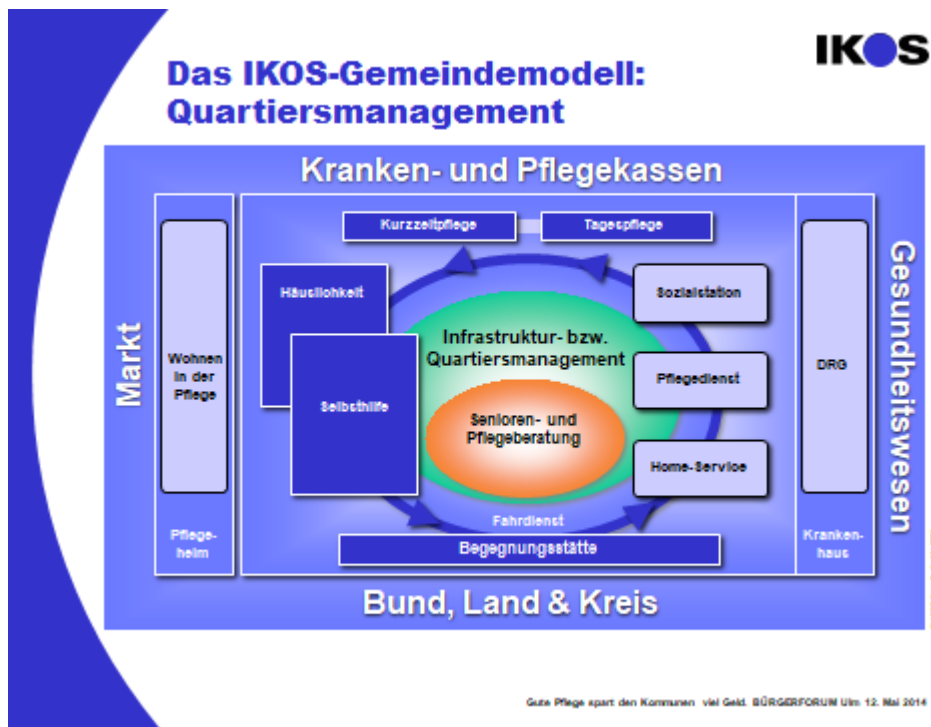 IKOS
Das IKOS-Gemeindemodell:
Quartiersmanagement
Kranken- und Pflegekassen
Kurzzeitpflege
Tagespflege
Häuslichkeit
Selbsthilfe
Infrastruktur- bzw.
Quartiersmanagement
Senioren- und
Pflegeberatung
Sozialstation
Pflegedienst
Home-Service
Markt
Wohnen
in der
Pflege
Pflege-
heim
DRG
Kranken-
haus
Gesundheitswesen
Fahrdienst
Begegnungsstätte
Bund, Land & Kreis
Gute Pflege spart den Kommunen viel Geld. BÜRGERFORUM Ulm 12. Mai 2014